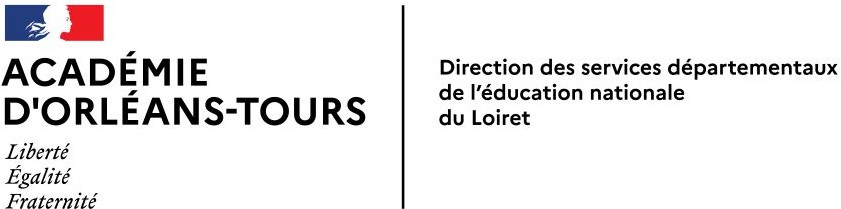 ACADÉMIE
D'ORLÉANS-TOURS
Liberté
Égalité
Fraternité
Direction des services départementaux
de l'éducation nationale
du Loiret